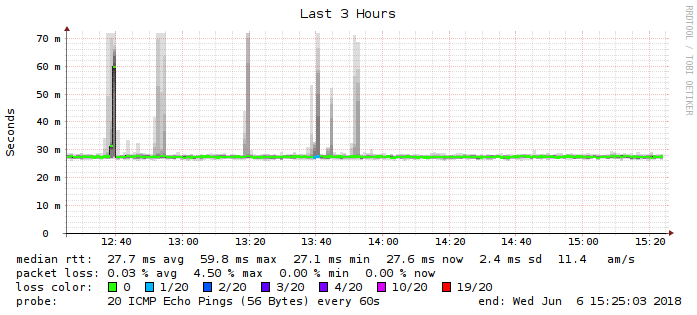 Last 3 Hours
RRDTOOL / TOBI OETIKER
Seconds
70 m
60 m
50 m
40 m
30 m
20 m
10 m
0
12:40 13:00 13:20 13:40 14:00 14:20 14:40 15:00 15:20
median rtt: 27.7 ms avg 59.8 ms max 27.1 ms min 27.6 ms now 2.4 ms sd 11.4 am/s
packet loss: 0.03 % avg 4.50 % max 0.00 % min 0.00 % now
loss color: 0 1/20 2/20 3/20 4/20 10/20 19/20
probe: 20 ICMP Echo Pings (56 Bytes) every 60s end: Wed Jun 6 15:25:03 2018